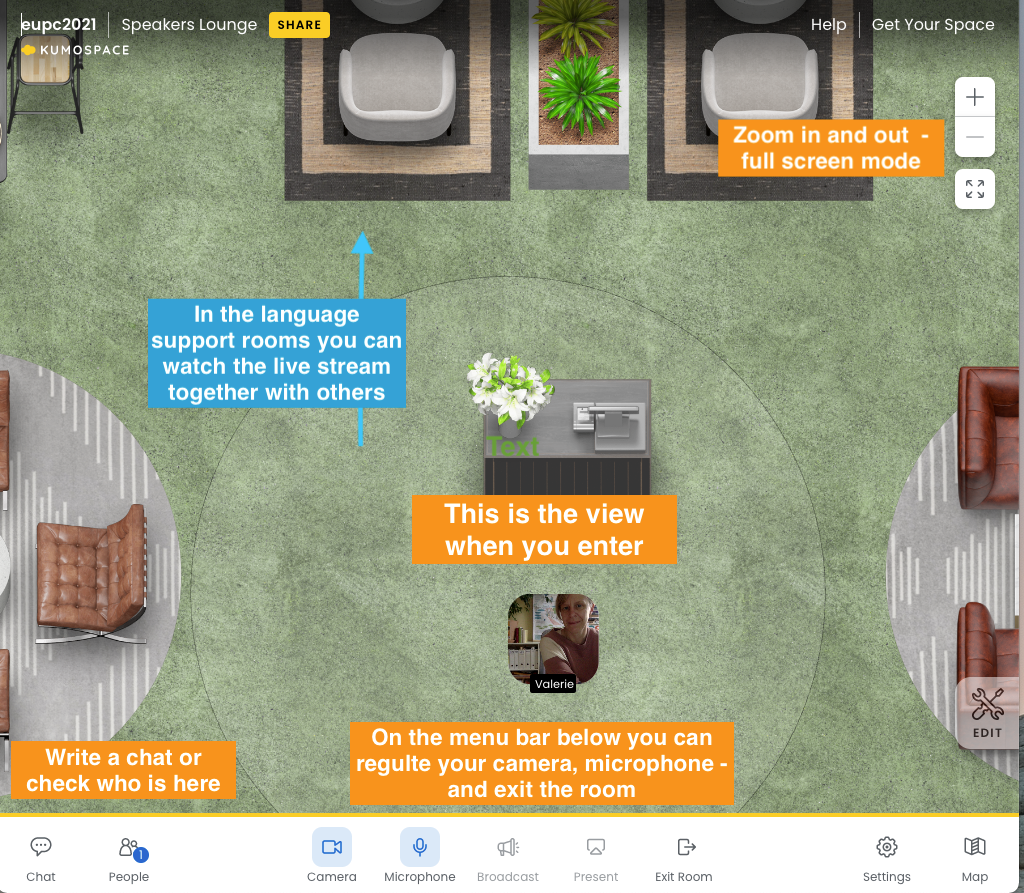 eupc2021 Speakers Lounge SHARE Help Get Your Space
KUMOSPACE
Zoom in and out -
full screen mode
In the language
support rooms you can
watch the live stream
together with others
Text
This is the view
when you enter
Valerie
EDIT
Write a chat or
check who is here
On the menu bar below you can
regulte your camera, microphone -
and exit the room
1
Chat People Camera Microphone Broadcast Present Exit Room Settings Map